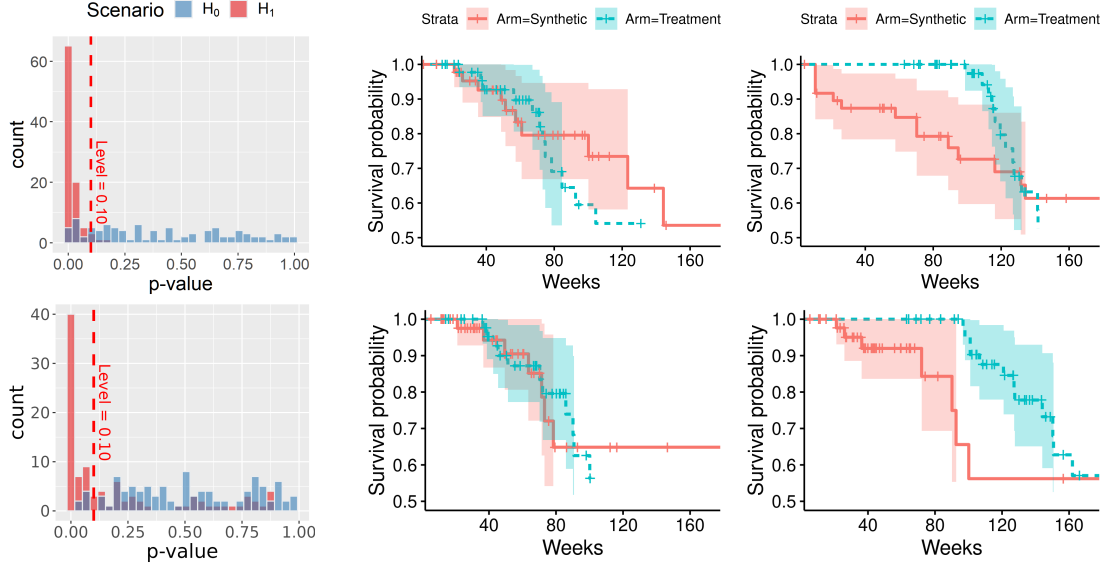 Scenario H₀ H₁
count
60
40
20
0
Level = 0.10
0.00 0.25 0.50 0.75 1.00
p-value
Strata Arm=Synthetic Arm=Treatment
Survival probability
1.0
0.9
0.8
0.7
0.6
0.5
40 80 120 160
Weeks
Strata Arm=Synthetic Arm=Treatment
Survival probability
1.0
0.9
0.8
0.7
0.6
0.5
40 80 120 160
Weeks
count
40
30
20
10
0
Level = 0.10
0.00 0.25 0.50 0.75 1.00
p-value
Survival probability
1.0
0.9
0.8
0.7
0.6
0.5
40 80 120 160
Weeks
Survival probability
1.0
0.9
0.8
0.7
0.6
0.5
40 80 120 160
Weeks